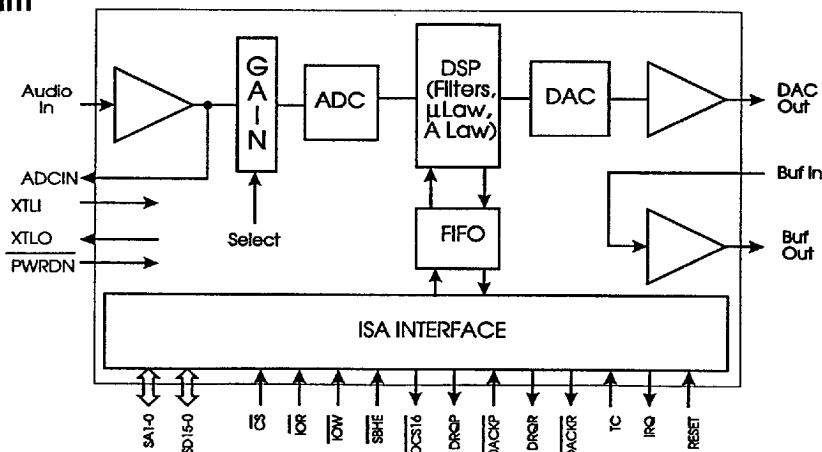 Audio
In
G
A
I
N
ADC
DSP
(Filters,
μLaw,
A Law)
DAC
DAC
Out
ADCIN
XTLI
XTLO
PWRDN
Select
FIFO
Buf In
Buf
Out
ISA INTERFACE
SA1-0
SD15-0
CS
IOR
IOW
SBHE
DRQP
DACKP
DRQR
DACKR
TC
IRQ
RESET